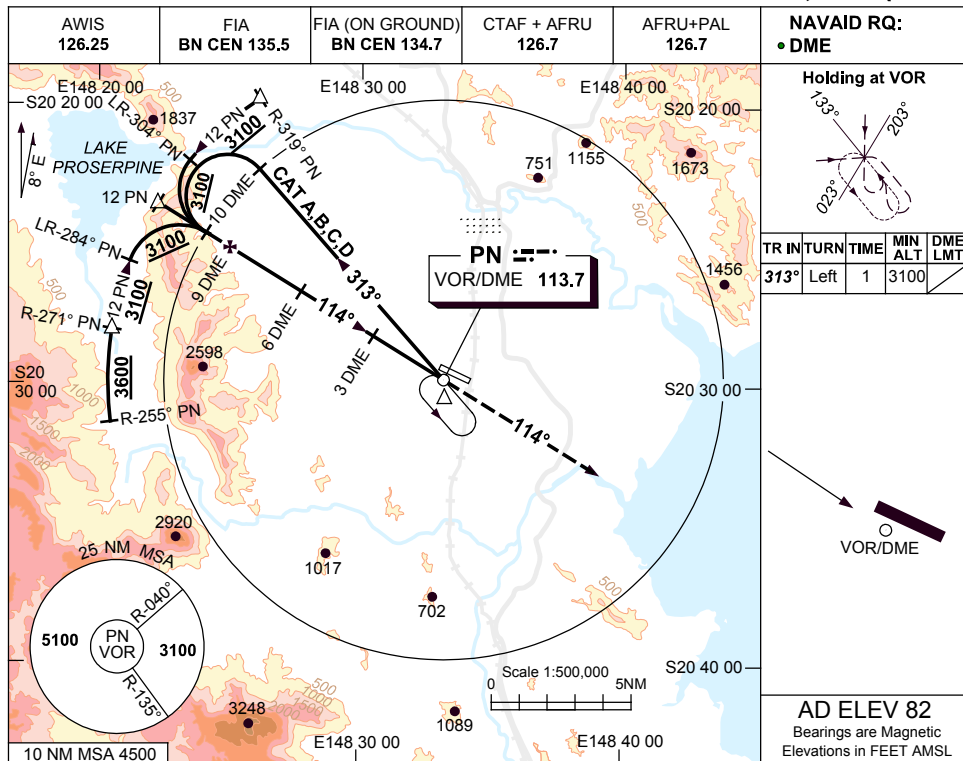 AWIS
126.25
FIA
BN CEN 135.5
FIA (ON GROUND)
BN CEN 134.7
CTAF + AFRU
126.7
AFRU+PAL
126.7
NAVAID RQ:
DME
E148 20 00
E148 30 00
E148 40 00
S20 20 00
S20 20 00
500
1837
LR-304° PN
12 PN
3100
R-319° PN
8° E
LAKE
PROSERPINE
12 PN
3100
10 DME
CAT A,B,C,D
313°
751
1155
1673
LR-284° PN
3100
9 DME
PN
VOR/DME 113.7
1456
12 PN
3100
R-271° PN
6 DME
114°
3 DME
2598
S20
30 00
1000
1500
2000
500
3600
R-255° PN
S20 30 00
114°
2920
25 NM MSA
1017
702
500
R-040°
5100
PN
VOR
3100
R-135°
Scale 1:500,000
0
5NM
S20 40 00
500
1000
1500
3248
1089
10 NM MSA 4500
E148 30 00
E148 40 00
Holding at VOR
133°
203°
023°
TR IN TURN TIME MIN ALT DME LMT
313° Left 1 3100
VOR/DME
AD ELEV 82
Bearings are Magnetic
Elevations in FEET AMSL